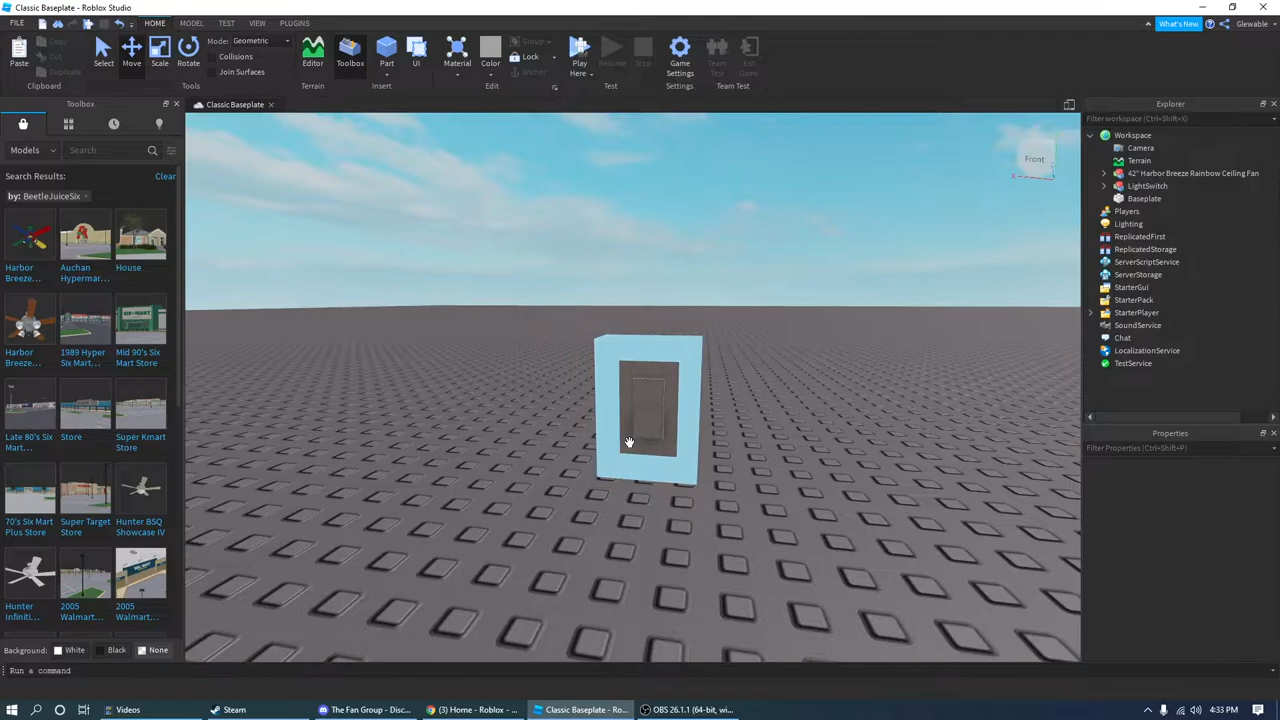 Classic Baseplate - Roblox Studio
FILE HOME MODEL TEST VIEW PLUGINS
What's New Glewable
Paste Copy Cut Duplicate
Clipboard
Select Move Scale Rotate
Mode: Geometric
Collisions
Join Surfaces
Tools
Editor
Terrain
Toolbox Part UI
Insert
Material Color Group Lock Anchor
Edit
Play Here Resume Stop
Test
Game Settings
Settings
Team Test Exit Game
Team Test
Toolbox
Classic Baseplate
Models Search
Search Results: Clear
by: BeetleJuiceSix
Harbor Breeze...
Auchan Hypermar...
House
Harbor Breeze...
1989 Hyper Six Mart...
Mid 90's Six Mart Store
Late 80's Six Mart...
Store
Super Kmart Store
70's Six Mart Plus Store
Super Target Store
Hunter BSQ Showcase IV
Hunter Infiniti...
2005 Walmart...
2005 Walmart...
Background: White Black None
Run a command
Front
X
Explorer
Filter workspace (Ctrl+Shift+X)
Workspace
Camera
Terrain
42" Harbor Breeze Rainbow Ceiling Fan
LightSwitch
Baseplate
Players
Lighting
ReplicatedFirst
ReplicatedStorage
ServerScriptService
ServerStorage
StarterGui
StarterPack
StarterPlayer
SoundService
Chat
LocalizationService
TestService
Properties
Filter Properties (Ctrl+Shift+P)
Videos Steam The Fan Group - Disc... (3) Home - Roblox - ... Classic Baseplate - Ro... OBS 26.1.1 (64-bit, w... 4:33 PM